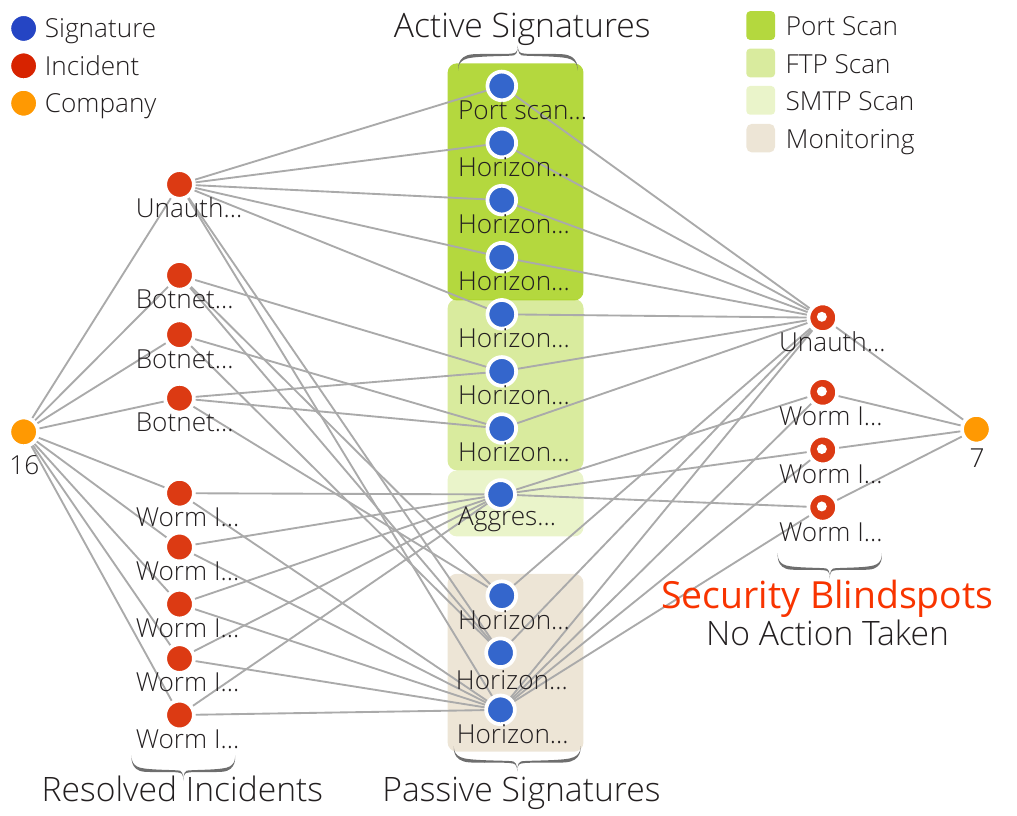 Signature
Incident
Company
Active Signatures
Port Scan
FTP Scan
SMTP Scan
Monitoring
Port scan...
Horizon...
Horizon...
Horizon...
Horizon...
Horizon...
Horizon...
Aggres...
Horizon...
Horizon...
Horizon...
Passive Signatures
Unauth...
Botnet...
Botnet...
Botnet...
Worm I...
Worm I...
Worm I...
Worm I...
Worm I...
Resolved Incidents
16
Unauth...
Worm I...
Worm I...
Worm I...
7
Security Blindspots
No Action Taken